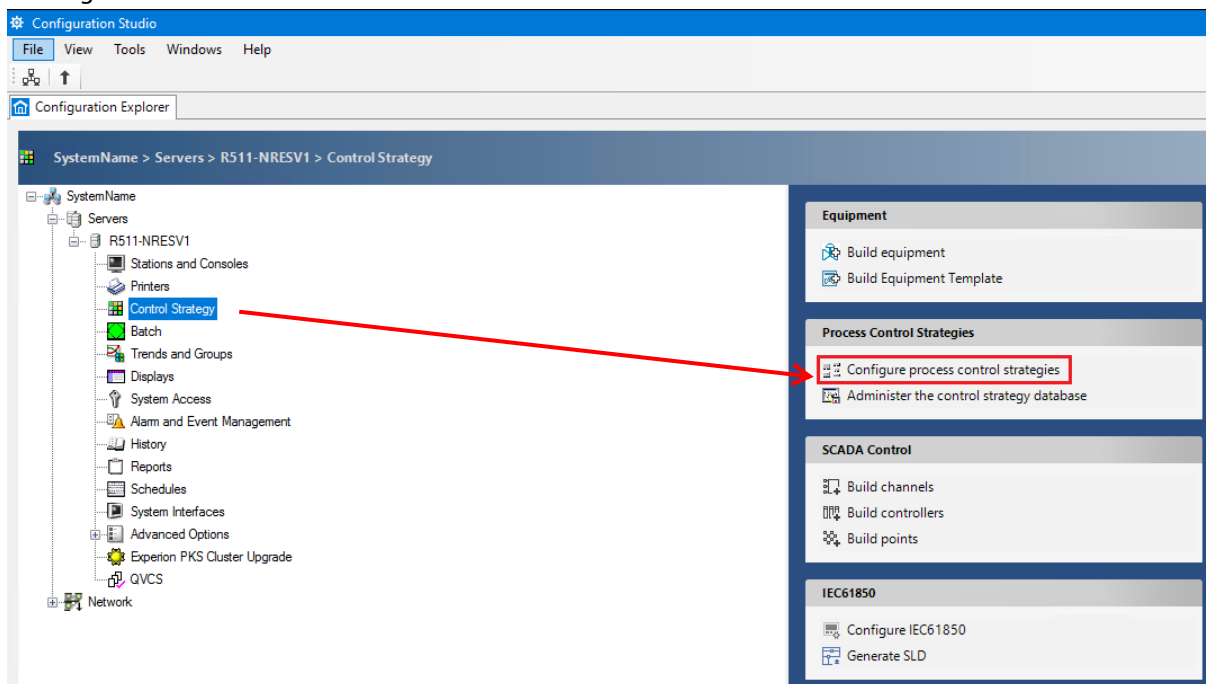 Configuration Studio
File View Tools Windows Help
Configuration Explorer
SystemName > Servers > R511-NRESV1 > Control Strategy
SystemName
Servers
R511-NRESV1
Stations and Consoles
Printers
Control Strategy
Batch
Trends and Groups
Displays
System Access
Alarm and Event Management
History
Reports
Schedules
System Interfaces
Advanced Options
Experion PKS Cluster Upgrade
QVCS
Network
Equipment
Build equipment
Build Equipment Template
Process Control Strategies
Configure process control strategies
Administer the control strategy database
SCADA Control
Build channels
Build controllers
Build points
IEC61850
Configure IEC61850
Generate SLD